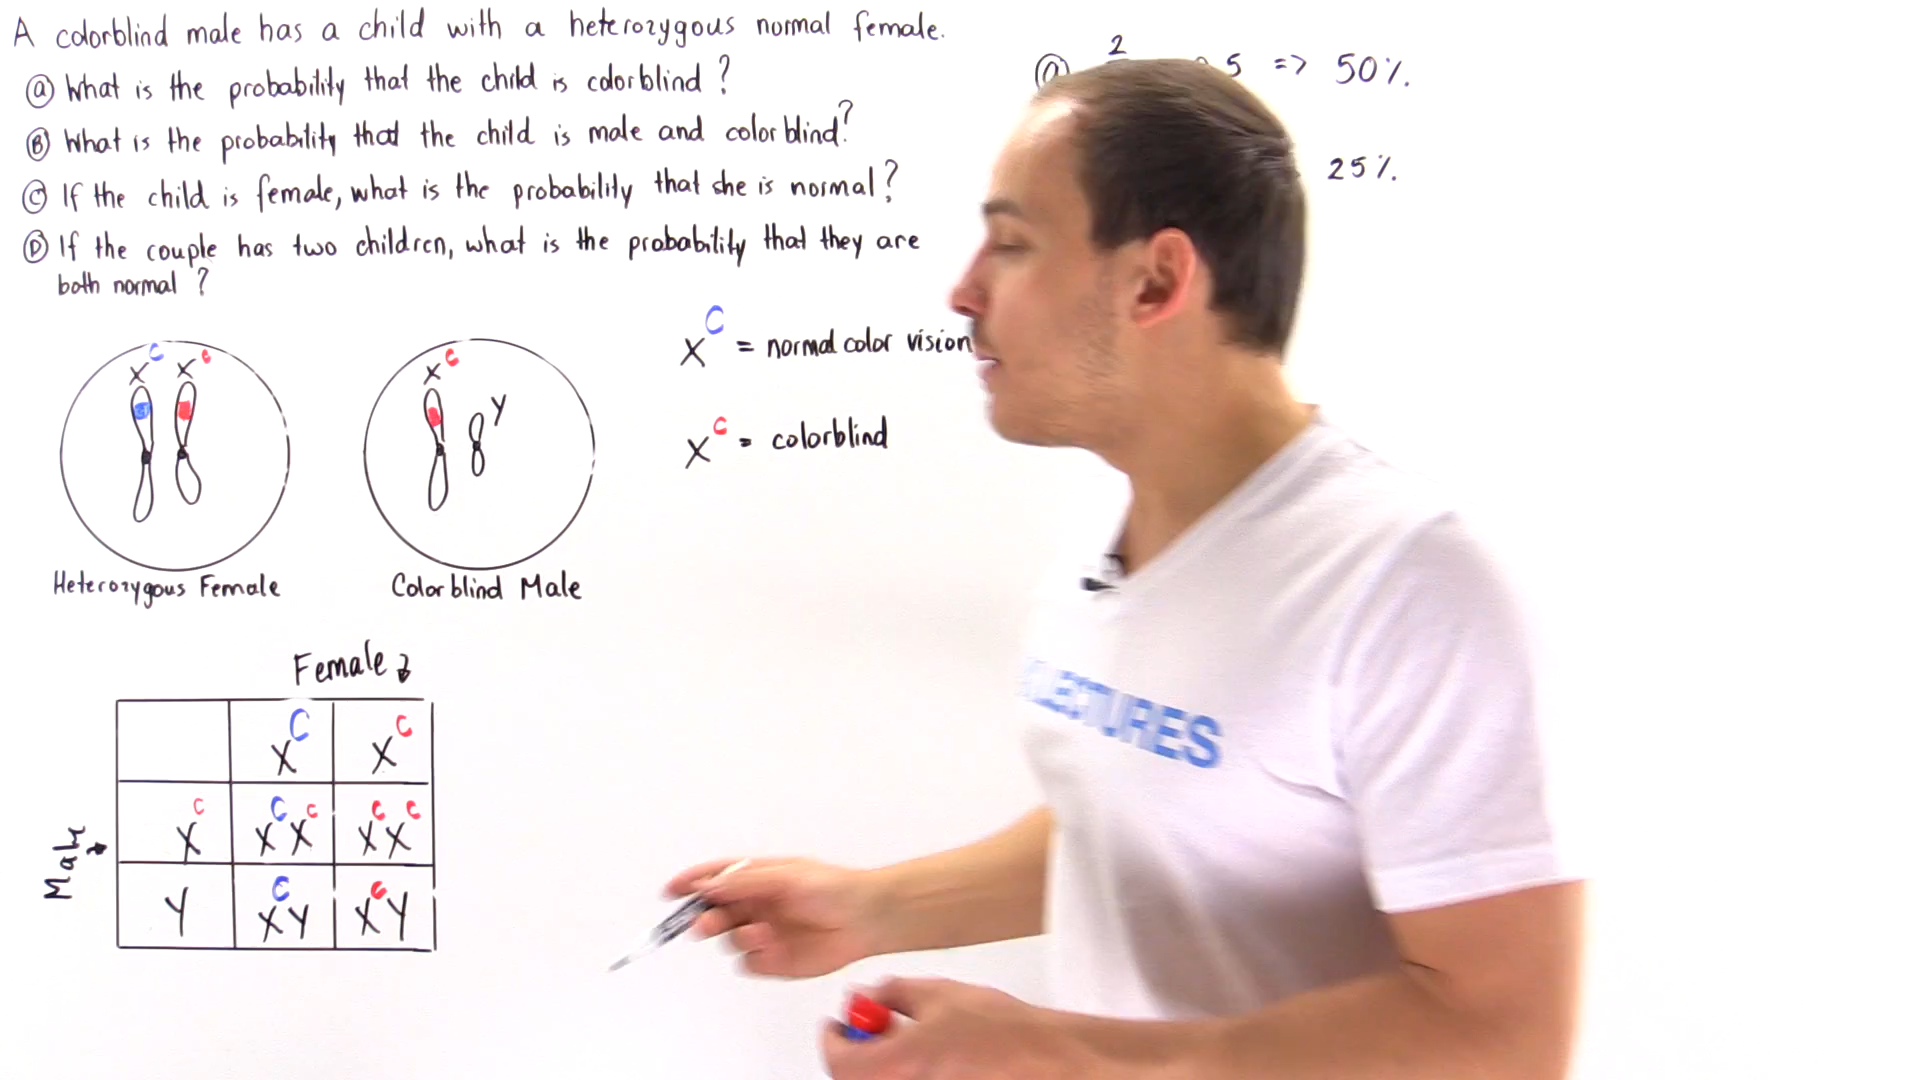 A colorblind male has a child with a heterozygous normal female.
Ⓐ What is the probability that the child is colorblind?
Ⓑ What is the probability that the child is male and color blind?
Ⓒ If the child is female, what is the probability that she is normal?
Ⓓ If the couple has two children, what is the probability that they are
both normal?
ⓐ 2 5 => 50%.
25%.
X^C = normal color vision
X^c = colorblind
X^C X^c
X^c Y
Heterozygous Female
Colorblind Male
Female
Male
X^C X^c
X^c X^C X^c X^c X^c
Y X^C Y X^c Y
LECTURES